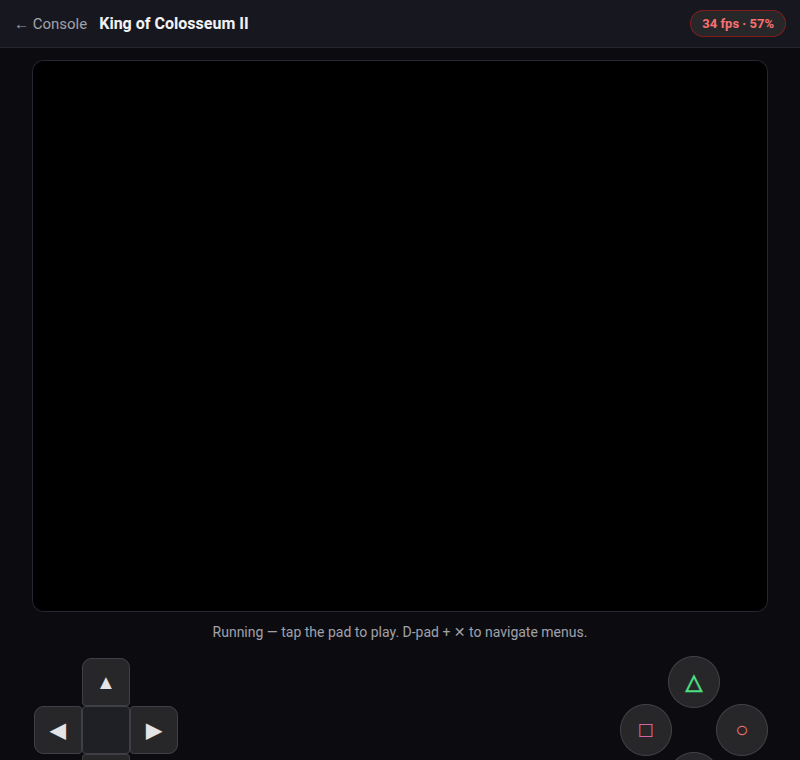 ← Console King of Colosseum II
34 fps · 57%
Running — tap the pad to play. D-pad + ✕ to navigate menus.
▲
△
◀ ▶
□ ○